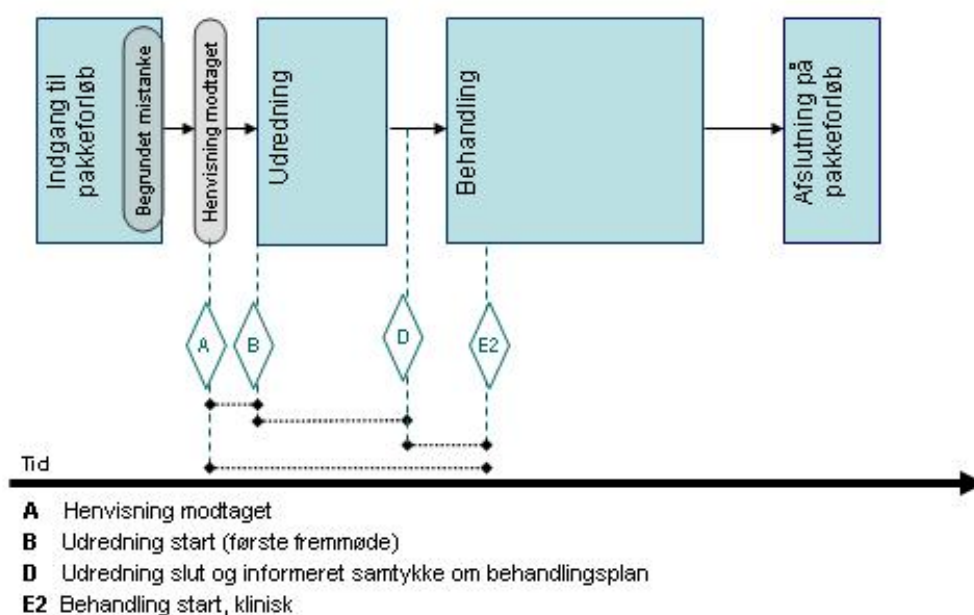 Indgang til
pakkeforløb
Begrundet mistanke
Henvisning modtaget
Udredning
Behandling
Afslutning på
pakkeforløb
A
B
D
E2
Tid
A Henvisning modtaget
B Udredning start (første fremmøde)
D Udredning slut og informeret samtykke om behandlingsplan
E2 Behandling start, klinisk